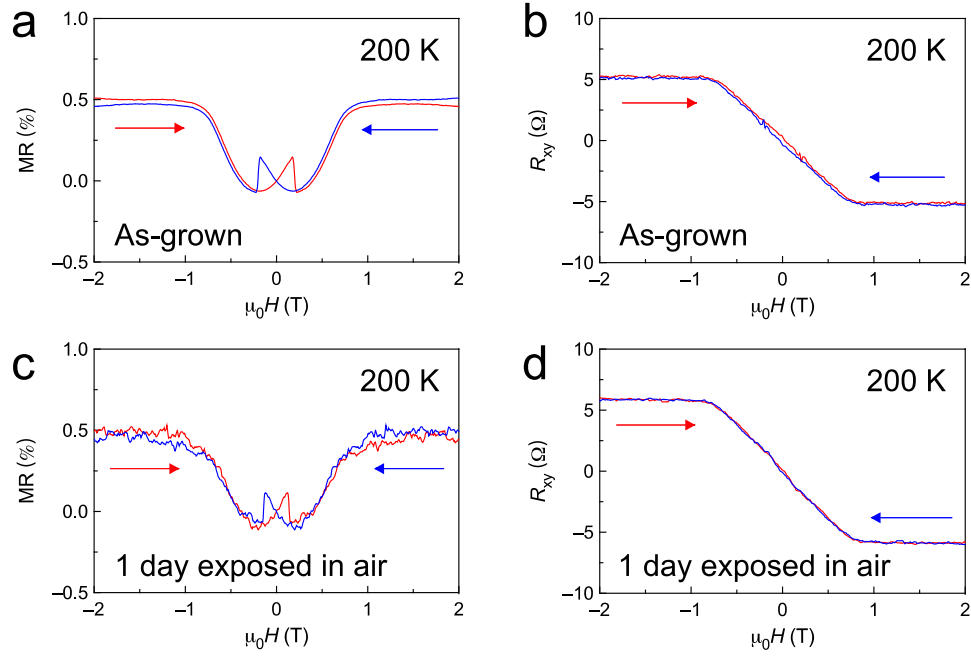 a
200 K
MR (%)
1.0
0.5
0.0
–0.5
As-grown
–2
–1
0
1
2
μ0H (T)
b
200 K
Rxy (Ω)
10
5
0
–5
–10
As-grown
–2
–1
0
1
2
μ0H (T)
c
200 K
MR (%)
1.0
0.5
0.0
–0.5
1 day exposed in air
–2
–1
0
1
2
μ0H (T)
d
200 K
Rxy (Ω)
10
5
0
–5
–10
1 day exposed in air
–2
–1
0
1
2
μ0H (T)